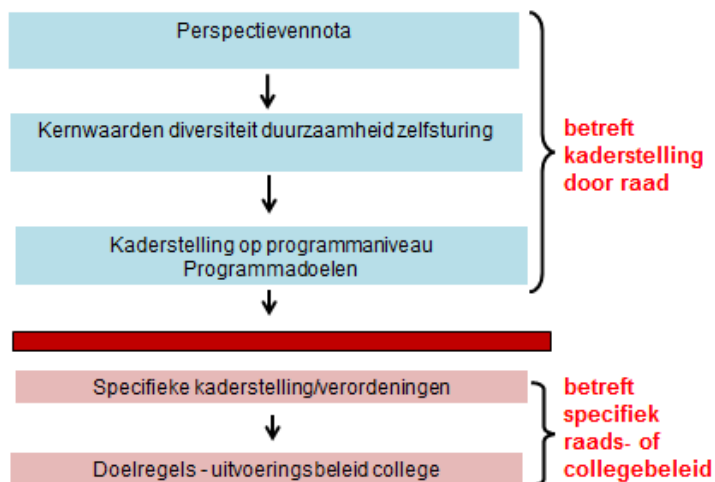 Perspectievennota
Kernwaarden diversiteit duurzaamheid zelfsturing
betreft
kaderstelling
door raad
Kaderstelling op programmaniveau
Programmadoelen
Specifieke kaderstelling/verordeningen
Doelregels - uitvoeringsbeleid college
betreft
specifiek
raads- of
collegebeleid